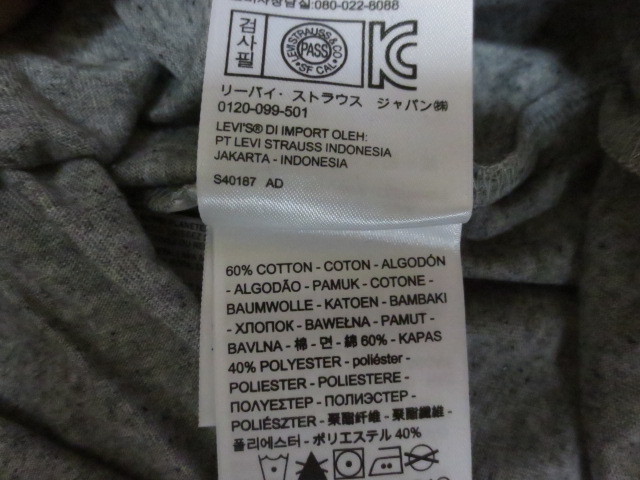 080-022-6088
검사필
LEVI STRAUSS & CO
PASS
SF CAL
リーバイ・ ストラウス ジャパン㈱
0120-099-501
LEVI'S® DI IMPORT OLEH:
PT LEVI STRAUSS INDONESIA
JAKARTA - INDONESIA
S40187 AD
60% COTTON - COTON - ALGODÓN
- ALGODÃO - PAMUK - COTONE -
BAUMWOLLE - KATOEN - BAMBAKI
- ХЛОПОК - BAWEŁNA - PAMUT -
BAVLNA - 棉 - 면 - 綿 60% - KAPAS
40% POLYESTER - poliéster -
POLIESTER - POLIESTERE -
ΠΟΛΥΕΣΤΕΡ - ПОЛИЭСТЕР -
POLIÉSZTER - 聚酯纤维 - 聚酯纖維 -
폴리에스터 - ポリエステル 40%